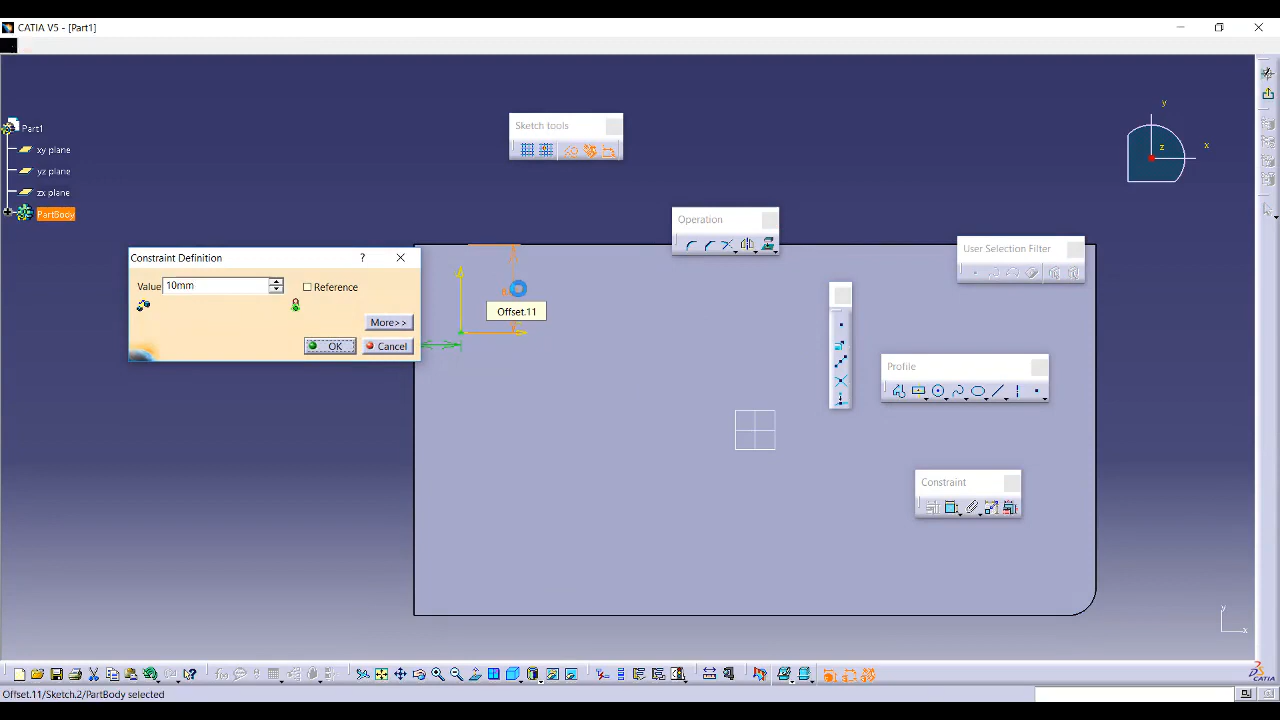 CATIA V5 - [Part1]
Sketch tools
y
x
z
Part1
xy plane
yz plane
zx plane
PartBody
Operation
User Selection Filter
Constraint Definition
?
Value
10mm
Reference
Offset.11
More>>
OK
Cancel
Profile
Constraint
y
x
Offset.11/Sketch.2/PartBody selected